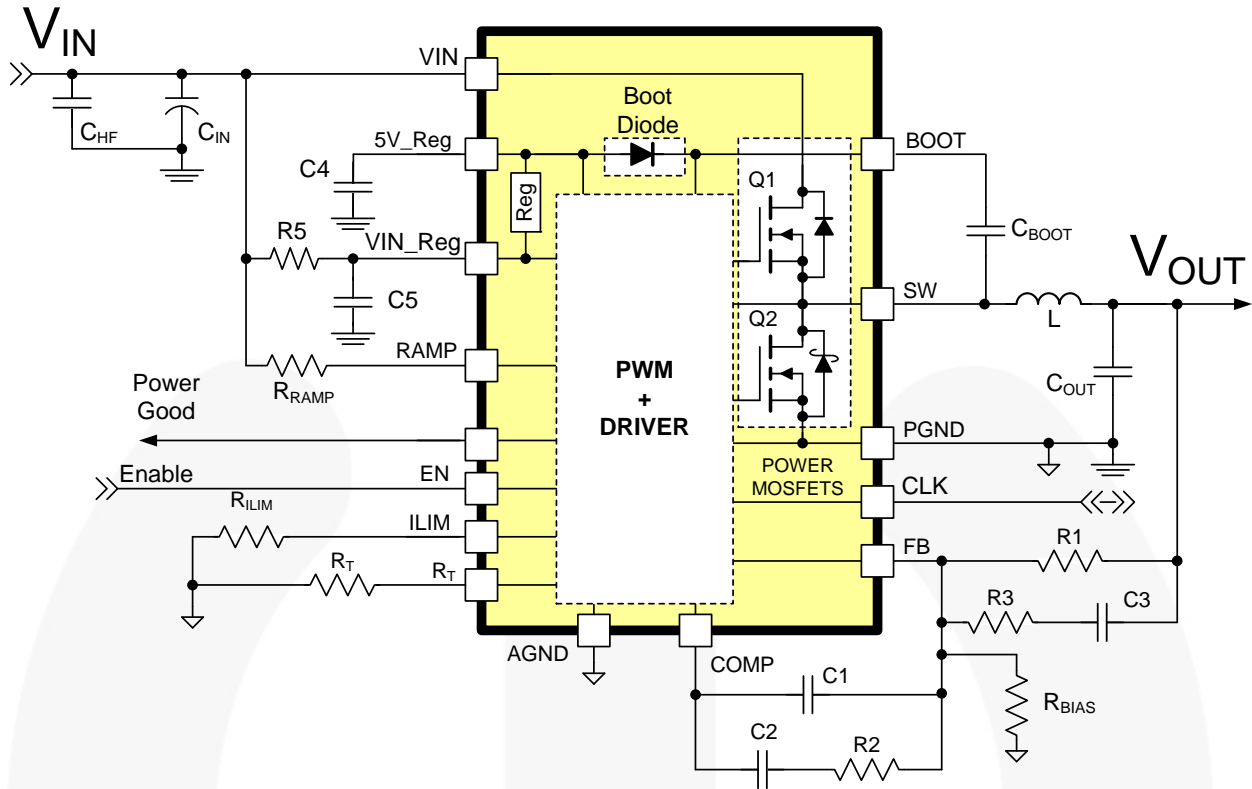 VIN
VIN
CHF
CIN
5V_Reg
Boot
Diode
BOOT
C4
Reg
Q1
R5
VIN_Reg
CBOOT
VOUT
C5
SW
L
Q2
RAMP
RRAMP
PWM
+
DRIVER
COUT
Power
Good
PGND
POWER
MOSFETS
Enable
EN
CLK
RILIM
ILIM
FB
R1
RT
RT
R3
C3
AGND
COMP
C1
RBIAS
C2
R2